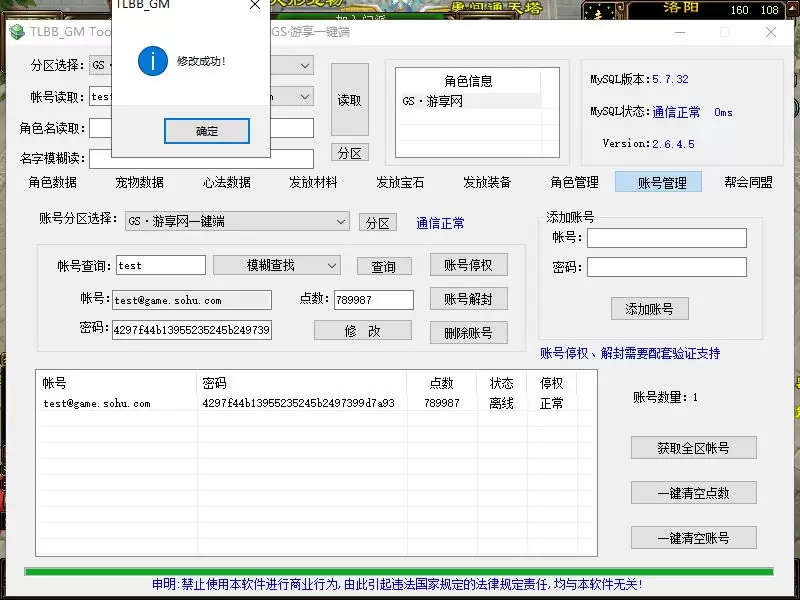 TLBB_GM
洛阳 160 108
TLBB_GM Too
GS·游享一键端
修改成功!
确定
分区选择: GS·
帐号读取: test
角色名读取:
名字模糊读:
读取
分区
角色信息
GS·游享网
MySQL版本:5.7.32
MySQL状态:通信正常 0ms
Version:2.6.4.5
角色数据 宠物数据 心法数据 发放材料 发放宝石 发放装备 角色管理 账号管理 帮会同盟
账号分区选择: GS·游享网一键端 分区 通信正常
帐号查询: test 模糊查找 查询 账号停权
帐号: test@game.sohu.com 点数: 789987 账号解封
密码: 4297f44b13955235245b249739 修 改 删除账号
添加账号
帐号:
密码:
添加账号
账号停权、解封需要配套验证支持
帐号 密码 点数 状态 停权
test@game.sohu.com 4297f44b13955235245b2497399d7a93 789987 离线 正常
账号数量: 1
获取全区帐号
一键清空点数
一键清空账号
申明:禁止使用本软件进行商业行为,由此引起违法国家规定的法律规定责任,均与本软件无关!